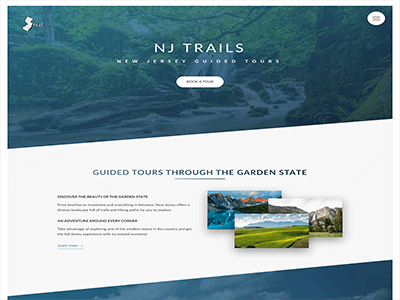 NJT
NJ TRAILS
NEW JERSEY GUIDED TOURS
BOOK A TOUR
GUIDED TOURS THROUGH THE GARDEN STATE
DISCOVER THE BEAUTY OF THE GARDEN STATE
From beaches to mountains and everything in between, New Jersey offers a
diverse landscape full of trails and hiking paths for you to explore.
AN ADVENTURE AROUND EVERY CORNER
Take advantage of exploring one of the smallest states in the country and get
the full Jersey experience with no wasted moments.
Learn more →